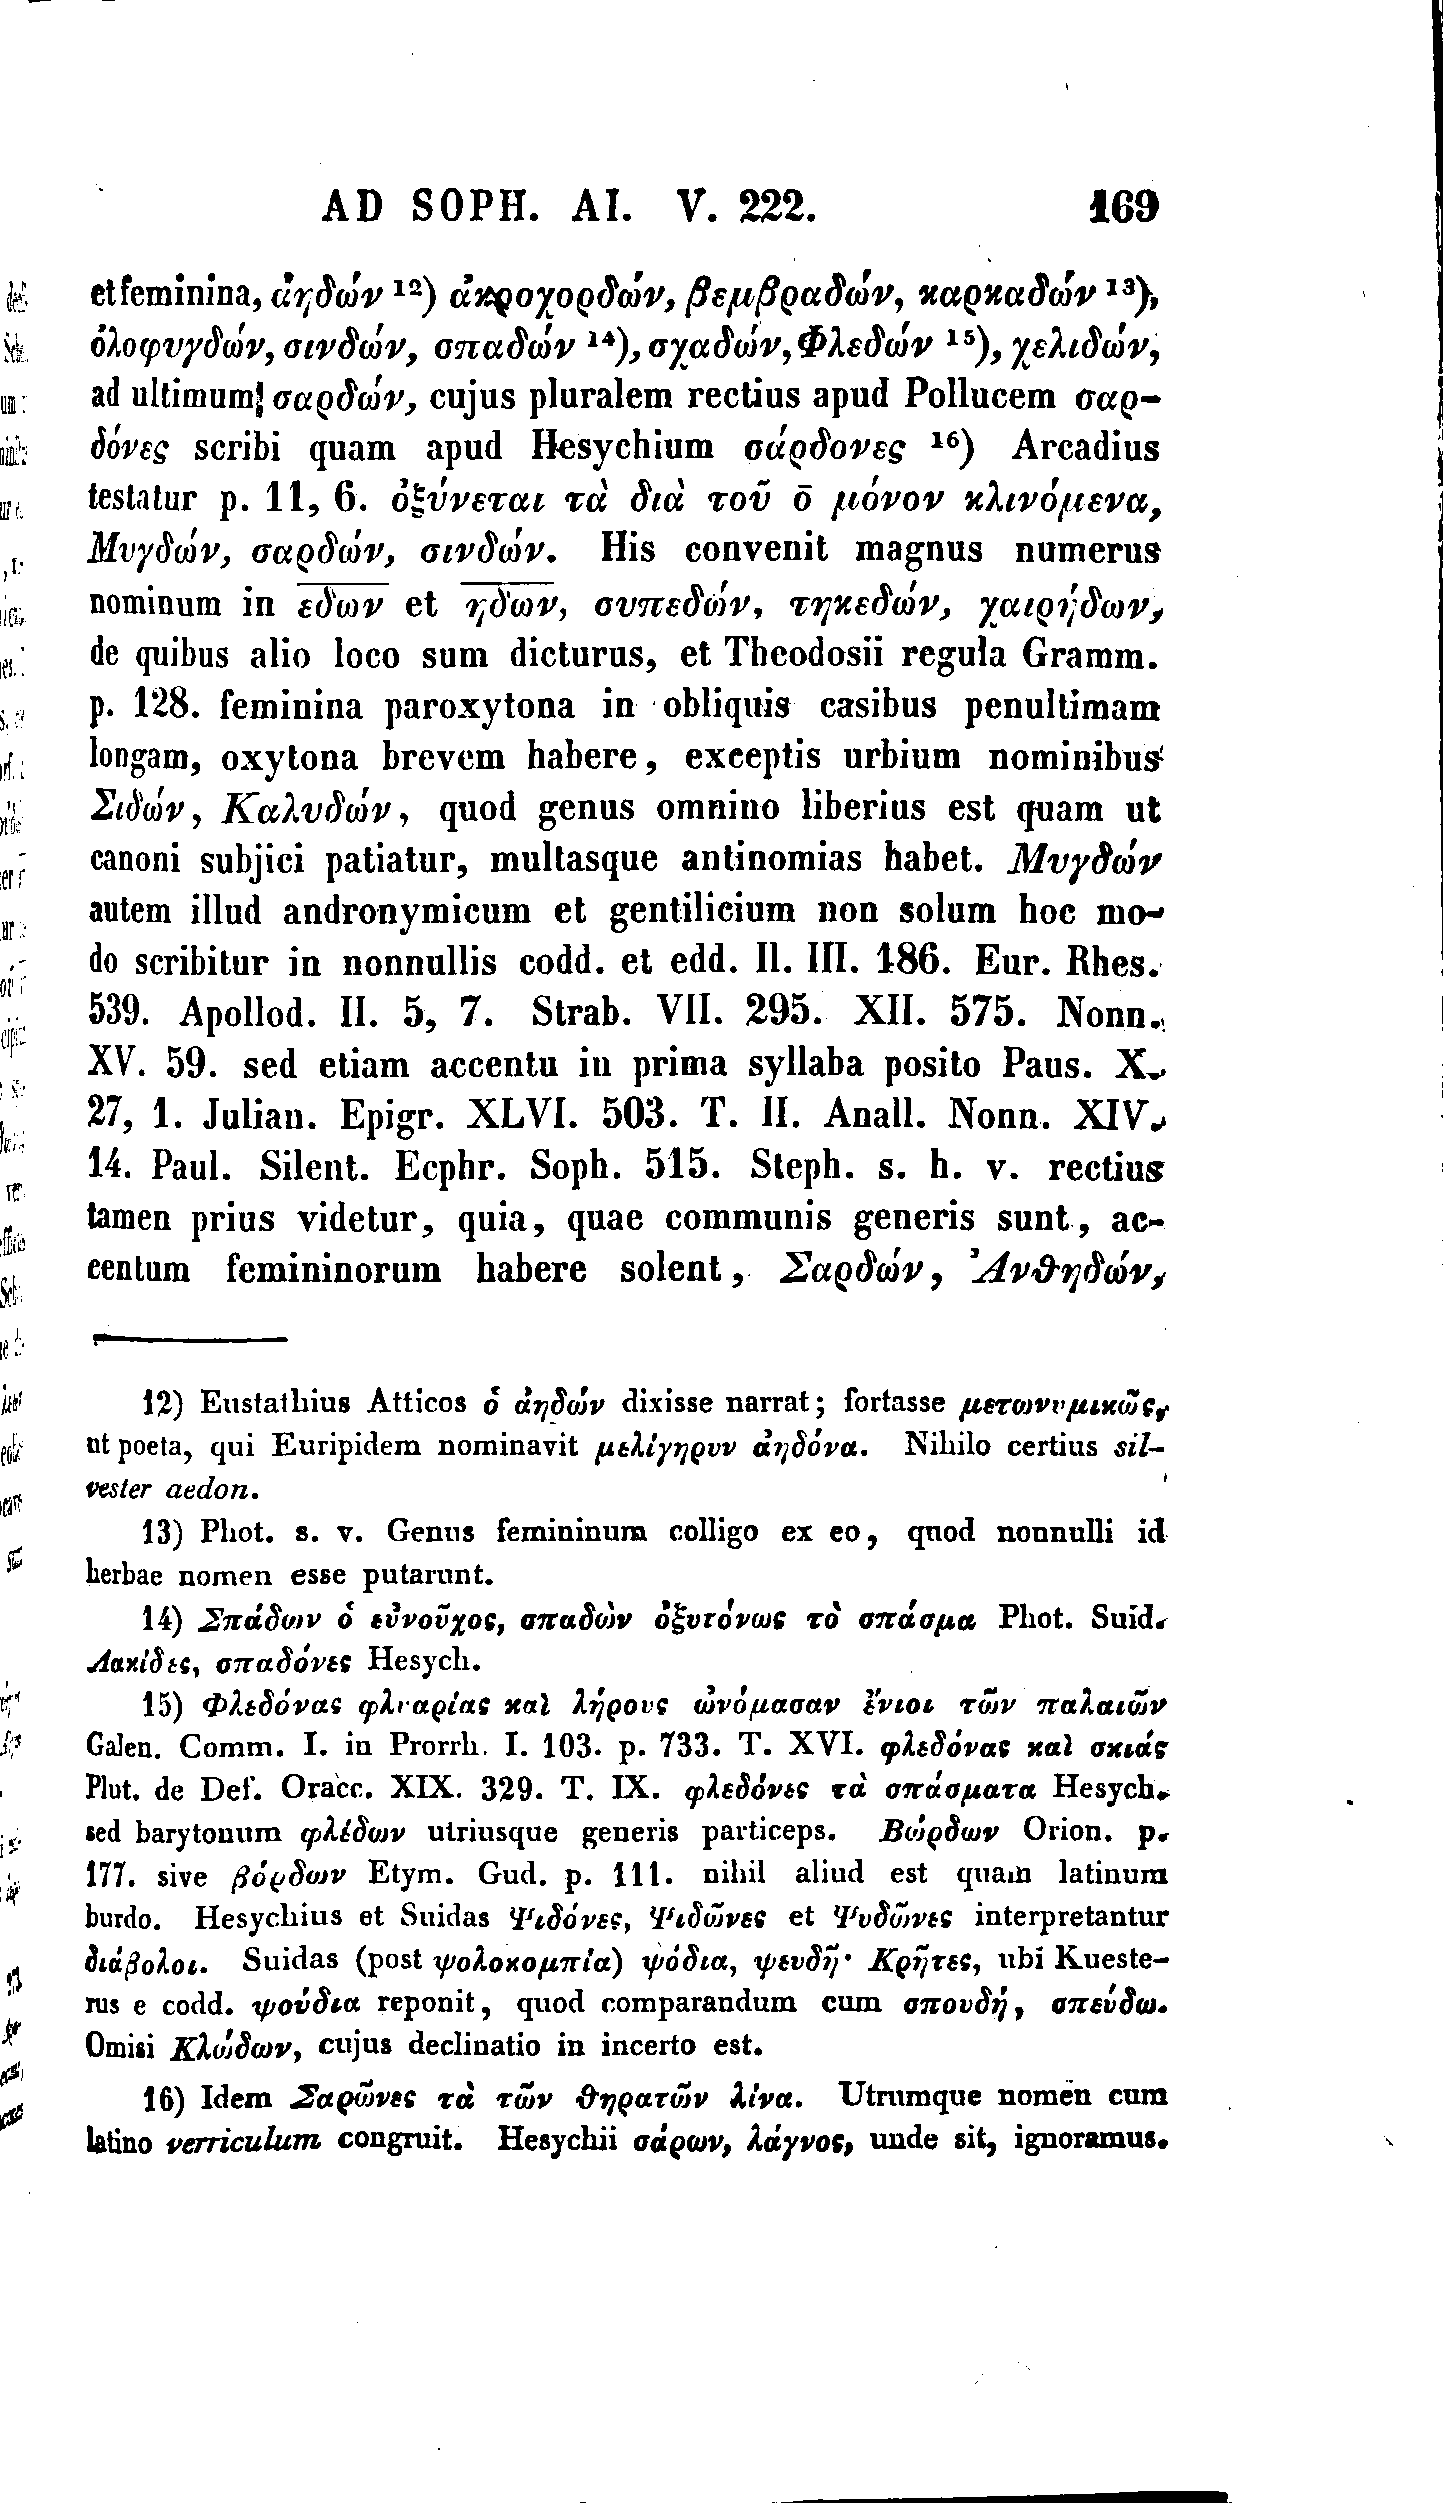 AD SOPH. AI. V. 222. 169
et feminina, ἀηδών ¹²) ἀκροχορδών, βεμβραδών, καρκαδών ¹³),
ὀλοφυγδών, σινδών, σπαδών ¹⁴), σχαδών, Φλεδών ¹⁵), χελιδών,
ad ultimum σαρδών, cujus pluralem rectius apud Pollucem σαρ-
δόνες scribi quam apud Hesychium σάρδονες ¹⁶) Arcadius
testatur p. 11, 6. ὀξύνεται τὰ διὰ τοῦ ο̄ μόνον κλινόμενα,
Μυγδών, σαρδών, σινδών. His convenit magnus numerus
nominum in εδων et ηδων, συπεδών, τηκεδών, χαιρήδων,
de quibus alio loco sum dicturus, et Theodosii regula Gramm.
p. 128. feminina paroxytona in obliquis casibus penultimam
longam, oxytona brevem habere, exceptis urbium nominibus
Σιδών, Καλυδών, quod genus omnino liberius est quam ut
canoni subjici patiatur, multasque antinomias habet. Μυγδών
autem illud andronymicum et gentilicium non solum hoc mo-
do scribitur in nonnullis codd. et edd. Il. III. 186. Eur. Rhes.
539. Apollod. II. 5, 7. Strab. VII. 295. XII. 575. Nonn.
XV. 59. sed etiam accentu in prima syllaba posito Paus. X.
27, 1. Julian. Epigr. XLVI. 503. T. II. Anall. Nonn. XIV.
14. Paul. Silent. Ecphr. Soph. 515. Steph. s. h. v. rectius
tamen prius videtur, quia, quae communis generis sunt, ac-
centum femininorum habere solent, Σαρδών, Ἀνθηδών,
12) Eustathius Atticos ὁ ἀηδών dixisse narrat; fortasse μετωνυμικῶς,
ut poeta, qui Euripidem nominavit μελίγηρυν ἀηδόνα. Nihilo certius sil-
vester aedon.
13) Phot. s. v. Genus femininum colligo ex eo, quod nonnulli id
herbae nomen esse putarunt.
14) Σπάδων ὁ εὐνοῦχος, σπαδὼν ὀξυτόνως τὸ σπάσμα Phot. Suid.
Λακίδες, σπαδόνες Hesych.
15) Φλεδόνας φλυαρίας καὶ λήρους ὠνόμασαν ἔνιοι τῶν παλαιῶν
Galen. Comm. I. in Prorrh. I. 103. p. 733. T. XVI. φλεδόνας καὶ σκιάς
Plut. de Def. Oracc. XIX. 329. T. IX. φλεδόνες τὰ σπάσματα Hesych.
sed barytonum φλέδων utriusque generis particeps. Βώρδων Orion. p.
177. sive βόρδων Etym. Gud. p. 111. nihil aliud est quam latinum
burdo. Hesychius et Suidas Ψιδόνες, Ψιδῶνες et Ψυδῶνες interpretantur
διάβολοι. Suidas (post ψολοκομπία) ψόδια, ψευδῆ· Κρῆτες, ubi Kueste-
rus e codd. ψούδια reponit, quod comparandum cum σπουδή, σπεύδω.
Omisi Κλώδων, cujus declinatio in incerto est.
16) Idem Σαρῶνες τὰ τῶν θηρατῶν λίνα. Utrumque nomen cum
latino verriculum congruit. Hesychii σάρων, λάγνος, unde sit, ignoramus.